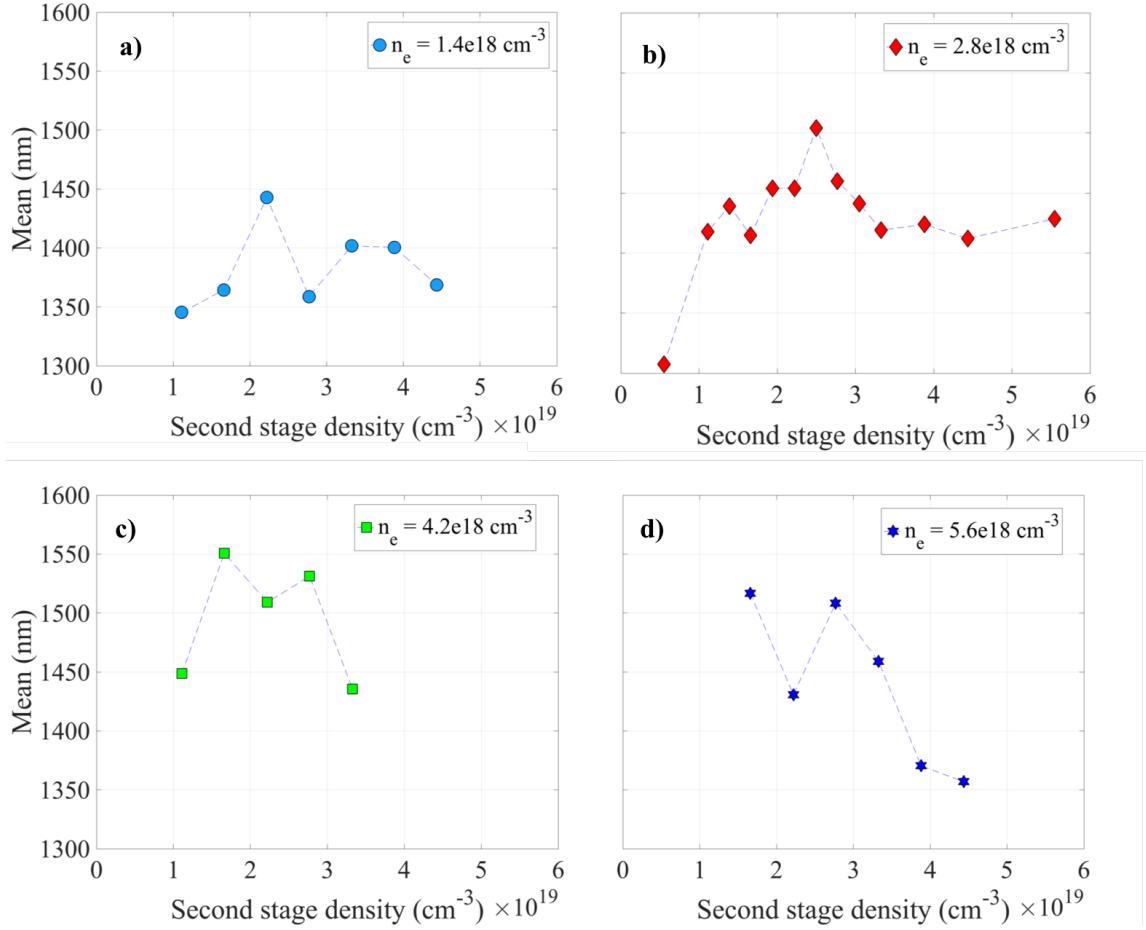 a)
n_e = 1.4e18 cm^-3
1600
1550
1500
1450
1400
1350
1300
Mean (nm)
0 1 2 3 4 5 6
Second stage density (cm^-3) ×10^19
b)
n_e = 2.8e18 cm^-3
0 1 2 3 4 5 6
Second stage density (cm^-3) ×10^19
c)
n_e = 4.2e18 cm^-3
1600
1550
1500
1450
1400
1350
1300
Mean (nm)
0 1 2 3 4 5 6
Second stage density (cm^-3) ×10^19
d)
n_e = 5.6e18 cm^-3
0 1 2 3 4 5 6
Second stage density (cm^-3) ×10^19